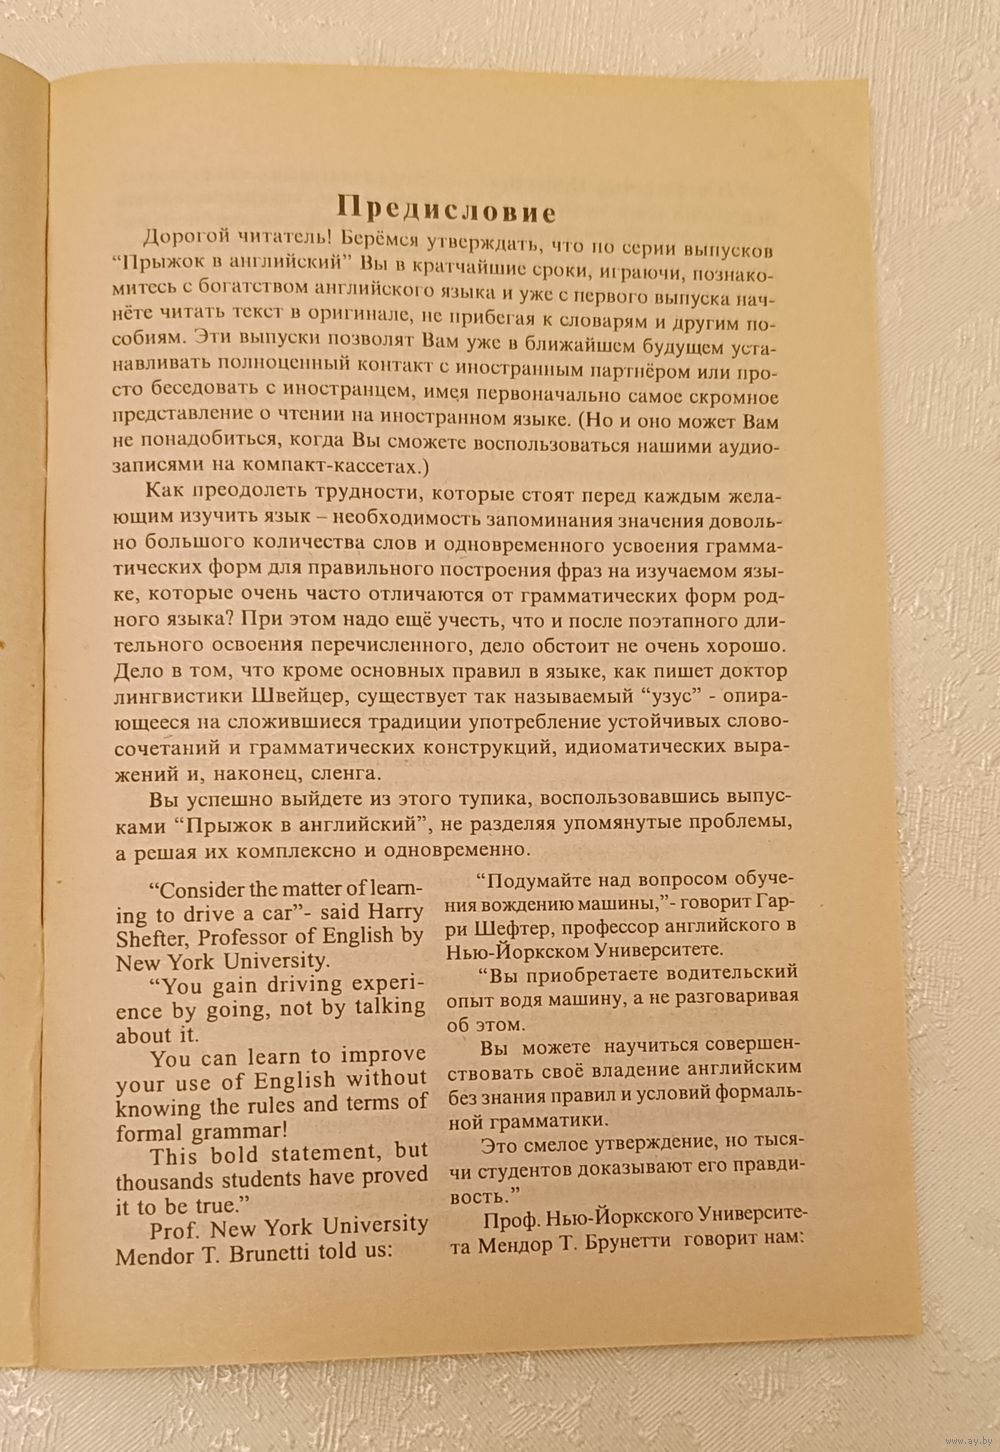 Предисловие
Дорогой читатель! Берёмся утверждать, что по серии выпусков
“Прыжок в английский” Вы в кратчайшие сроки, играючи, познако-
митесь с богатством английского языка и уже с первого выпуска нач-
нёте читать текст в оригинале, не прибегая к словарям и другим по-
собиям. Эти выпуски позволят Вам уже в ближайшем будущем уста-
навливать полноценный контакт с иностранным партнёром или про-
сто беседовать с иностранцем, имея первоначально самое скромное
представление о чтении на иностранном языке. (Но и оно может Вам
не понадобиться, когда Вы сможете воспользоваться нашими аудио-
записями на компакт-кассетах.)
Как преодолеть трудности, которые стоят перед каждым жела-
ющим изучить язык – необходимость запоминания значения доволь-
но большого количества слов и одновременного усвоения грамма-
тических форм для правильного построения фраз на изучаемом язы-
ке, которые очень часто отличаются от грамматических форм род-
ного языка? При этом надо ещё учесть, что и после поэтапного дли-
тельного освоения перечисленного, дело обстоит не очень хорошо.
Дело в том, что кроме основных правил в языке, как пишет доктор
лингвистики Швейцер, существует так называемый “узус” - опира-
ющееся на сложившиеся традиции употребление устойчивых слово-
сочетаний и грамматических конструкций, идиоматических выра-
жений и, наконец, сленга.
Вы успешно выйдете из этого тупика, воспользовавшись выпус-
ками “Прыжок в английский”, не разделяя упомянутые проблемы,
а решая их комплексно и одновременно.
“Consider the matter of learn-
ing to drive a car”- said Harry
Shefter, Professor of English by
New York University.
“You gain driving experi-
ence by going, not by talking
about it.
You can learn to improve
your use of English without
knowing the rules and terms of
formal grammar!
This bold statement, but
thousands students have proved
it to be true.”
Prof. New York University
Mendor T. Brunetti told us:
“Подумайте над вопросом обуче-
ния вождению машины,”- говорит Гар-
ри Шефтер, профессор английского в
Нью-Йоркском Университете.
“Вы приобретаете водительский
опыт водя машину, а не разговаривая
об этом.
Вы можете научиться совершен-
ствовать своё владение английским
без знания правил и условий формаль-
ной грамматики.
Это смелое утверждение, но тыся-
чи студентов доказывают его правди-
вость.”
Проф. Нью-Йоркского Университе-
та Мендор Т. Брунетти говорит нам:
www.ay.by